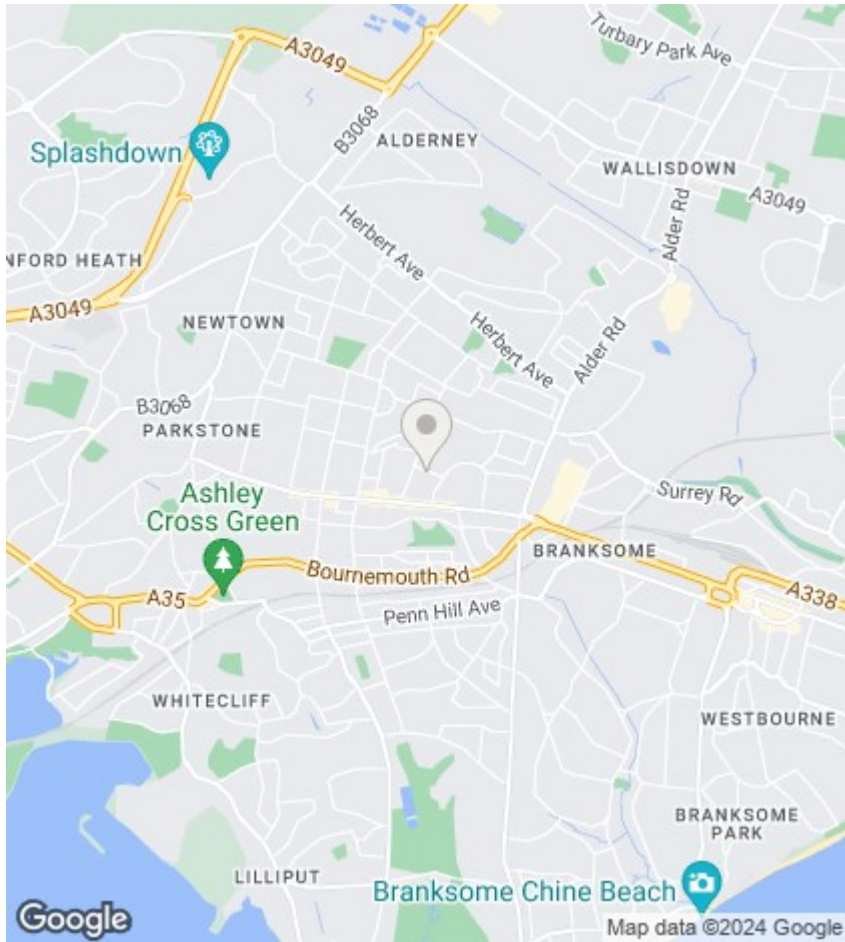 Turbary Park Ave
A3049
B3068
ALDERNEY
Splashdown
WALLISDOWN
A3049
Alder Rd
Herbert Ave
NFORD HEATH
A3049
NEWTOWN
Herbert Ave
Alder Rd
B3068
PARKSTONE
Ashley
Cross Green
Surrey Rd
BRANKSOME
Bournemouth Rd
A35
A338
Penn Hill Ave
WHITECLIFF
WESTBOURNE
BRANKSOME
PARK
LILLIPUT
Branksome Chine Beach
Google
Map data ©2024 Google